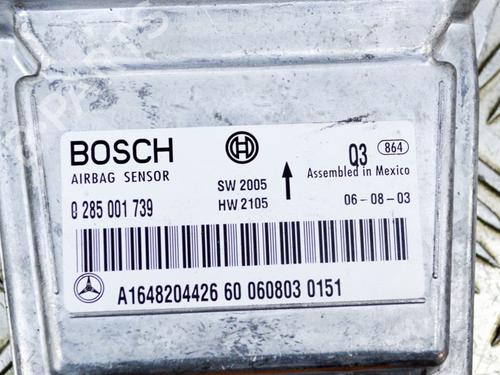 BOSCH
AIRBAG SENSOR
0 285 001 739
SW 2005
HW 2105
Q3 864
Assembled in Mexico
06-08-03
A1648204426 60 060803 0151